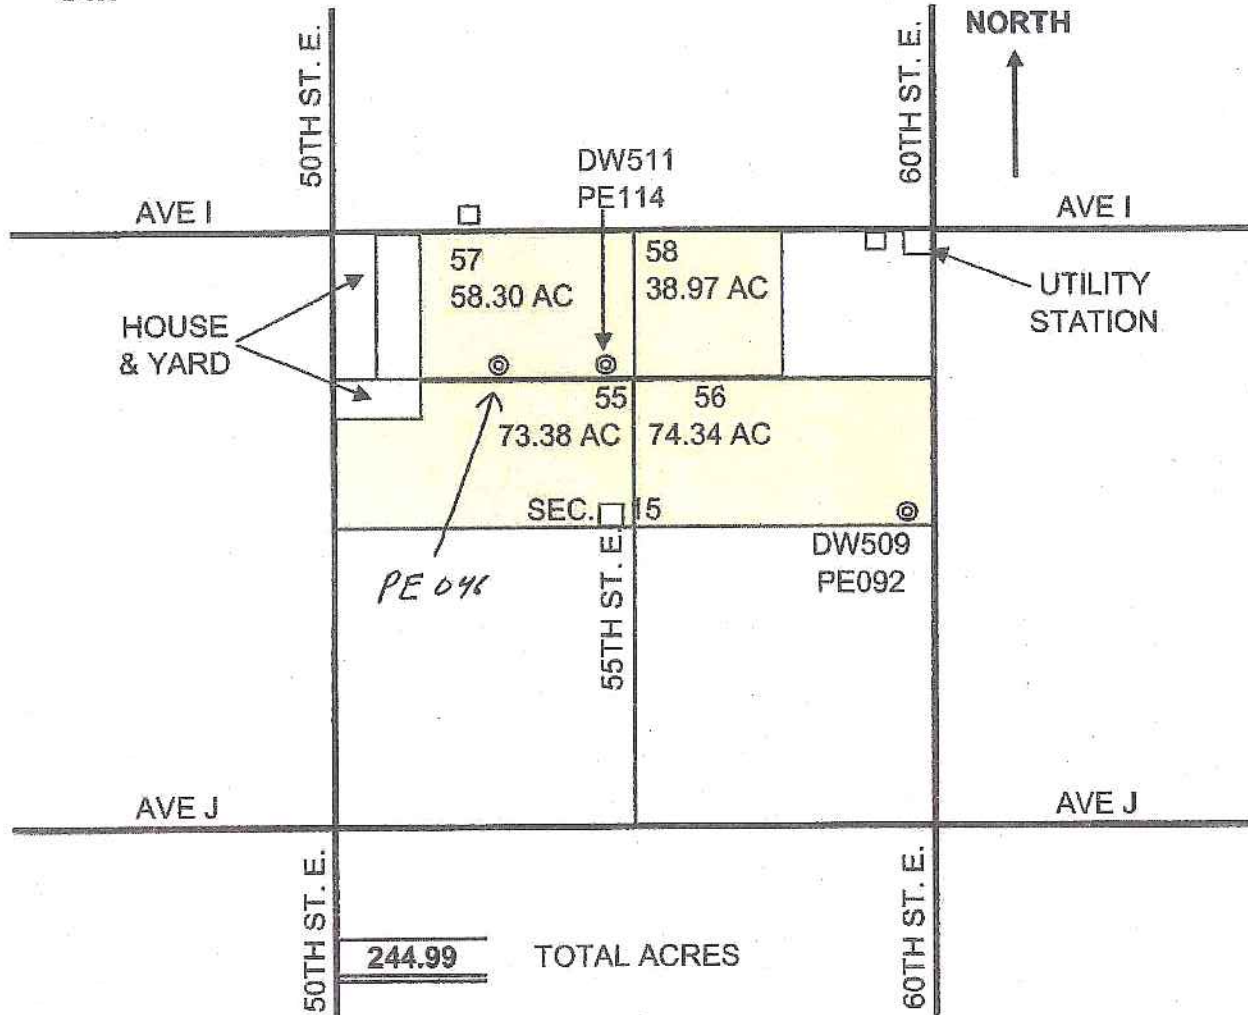 50TH ST. E.
60TH ST. E.
NORTH
DW511
PE114
AVE I
AVE I
57
58.30 AC
58
38.97 AC
UTILITY
STATION
HOUSE
& YARD
55
73.38 AC
56
74.34 AC
SEC. 15
DW509
PE092
55TH ST. E.
AVE J
AVE J
50TH ST. E.
60TH ST. E.
244.99
TOTAL ACRES